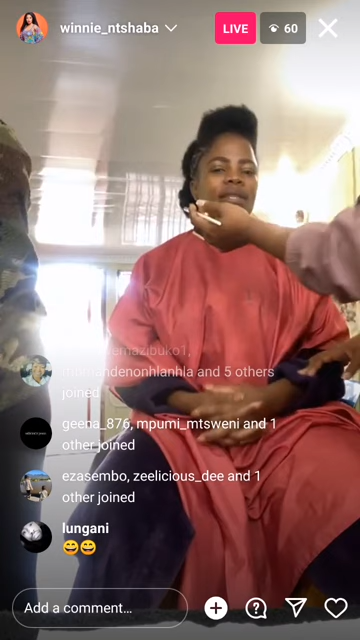 winnie_ntshaba
LIVE
60
and 5 others
joined
geena_876, mpumi_mtsweni and 1
other joined
ezasembo, zeelicious_dee and 1
other joined
lungani
😄😄
Add a comment…